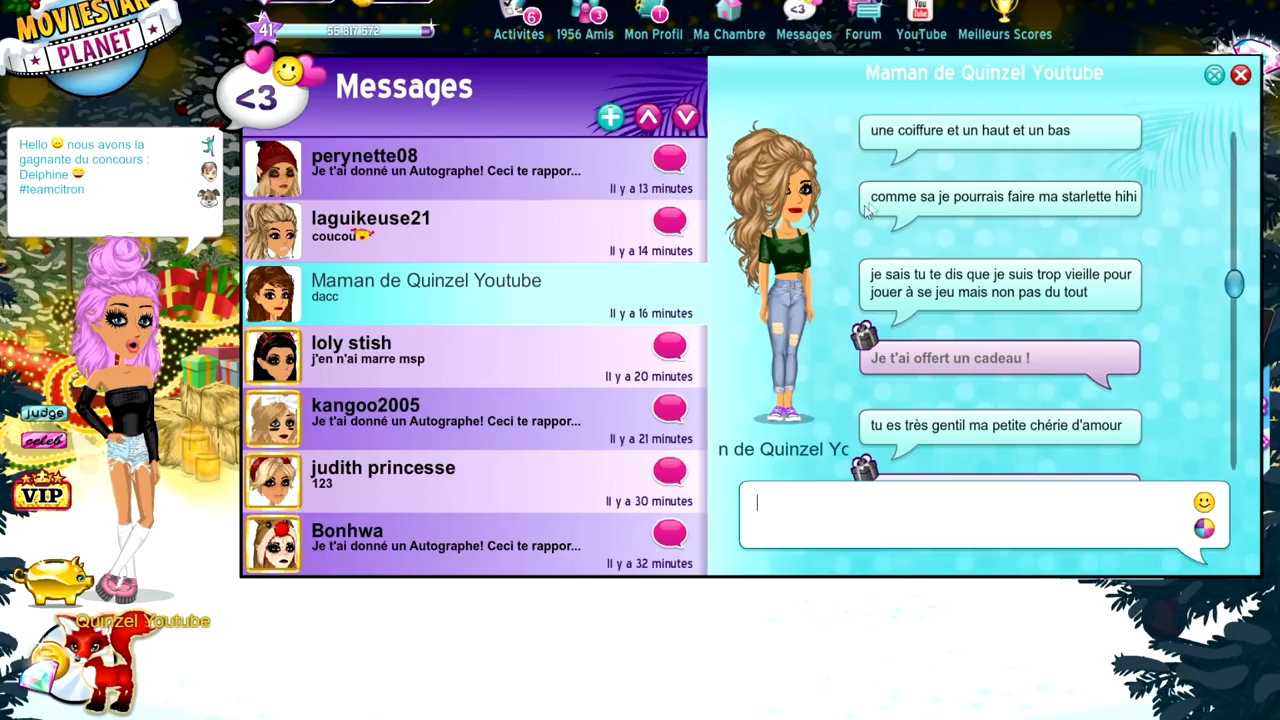 MOVIESTAR
PLANET
41
55 817 572
6
3
1
<3
You
Tube
Activités
1956 Amis
Mon Profil
Ma Chambre
Messages
Forum
YouTube
Meilleurs Scores
<3
Messages
Maman de Quinzel Youtube
Hello nous avons la
gagnante du concours :
Delphine
#teamcitron
perynette08
Je t'ai donné un Autographe! Ceci te rappor...
Il y a 13 minutes
laguikeuse21
coucou
Il y a 14 minutes
Maman de Quinzel Youtube
dacc
Il y a 16 minutes
loly stish
j'en n'ai marre msp
Il y a 20 minutes
kangoo2005
Je t'ai donné un Autographe! Ceci te rappor...
Il y a 21 minutes
judith princesse
123
Il y a 30 minutes
Bonhwa
Je t'ai donné un Autographe! Ceci te rappor...
Il y a 32 minutes
une coiffure et un haut et un bas
comme sa je pourrais faire ma starlette hihi
je sais tu te dis que je suis trop vieille pour
jouer à se jeu mais non pas du tout
Je t'ai offert un cadeau !
tu es très gentil ma petite chérie d'amour
n de Quinzel Yo
judge
celeb
VIP
Quinzel Youtube